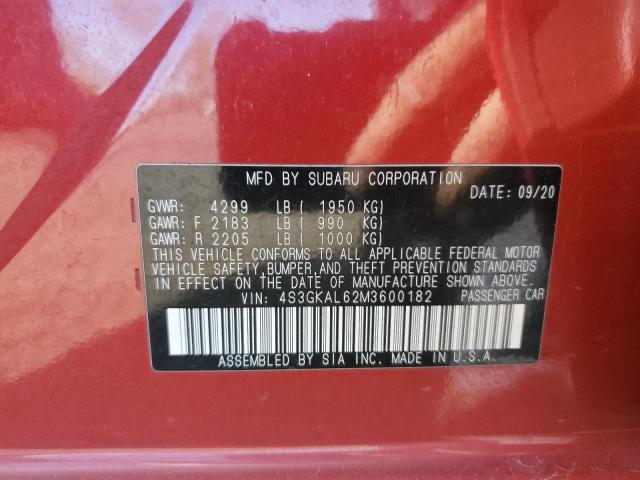 MFD BY SUBARU CORPORATION
DATE: 09/20
GVWR: 4299 LB ( 1950 KG)
GAWR: F 2183 LB ( 990 KG)
GAWR: R 2205 LB ( 1000 KG)
THIS VEHICLE CONFORMS TO ALL APPLICABLE FEDERAL MOTOR
VEHICLE SAFETY, BUMPER, AND THEFT PREVENTION STANDARDS
IN EFFECT ON THE DATE OF MANUFACTURE SHOWN ABOVE.
VIN: 4S3GKAL62M3600182 PASSENGER CAR
ASSEMBLED BY SIA INC. MADE IN U.S.A.